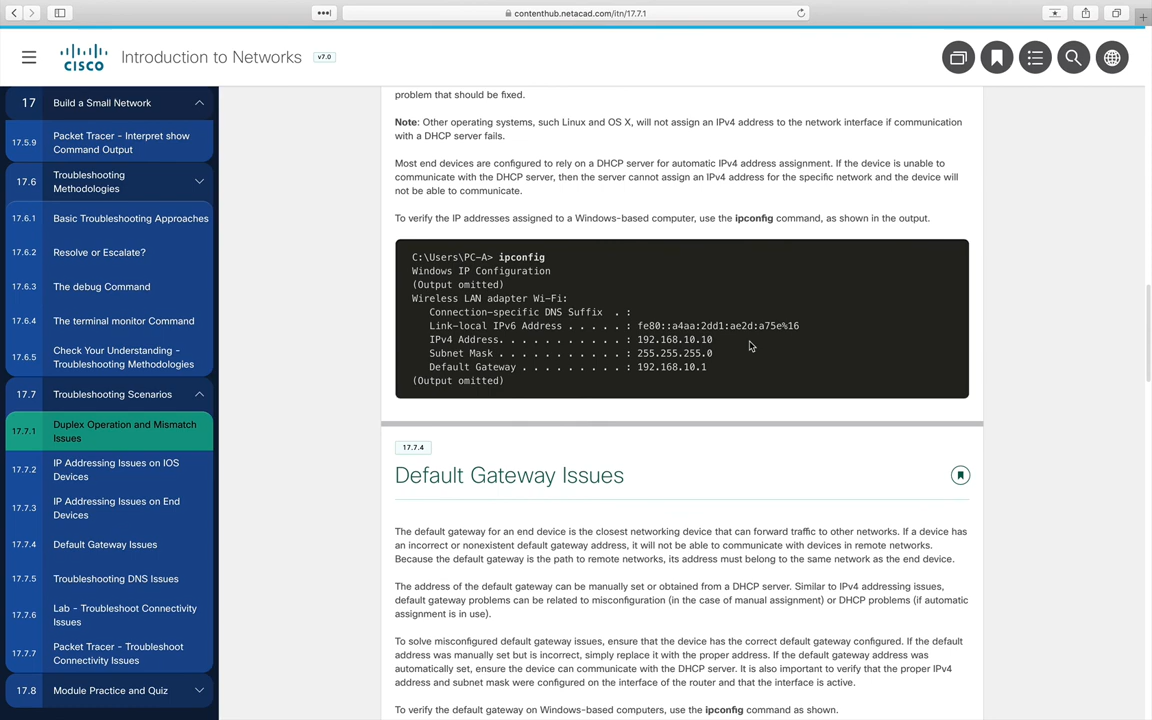 contenthub.netacad.com/itn/17.7.1
CISCO
Introduction to Networks
v7.0
17 Build a Small Network
17.5.9 Packet Tracer - Interpret show
Command Output
17.6 Troubleshooting
Methodologies
17.6.1 Basic Troubleshooting Approaches
17.6.2 Resolve or Escalate?
17.6.3 The debug Command
17.6.4 The terminal monitor Command
17.6.5 Check Your Understanding -
Troubleshooting Methodologies
17.7 Troubleshooting Scenarios
17.7.1 Duplex Operation and Mismatch
Issues
17.7.2 IP Addressing Issues on IOS
Devices
17.7.3 IP Addressing Issues on End
Devices
17.7.4 Default Gateway Issues
17.7.5 Troubleshooting DNS Issues
17.7.6 Lab - Troubleshoot Connectivity
Issues
17.7.7 Packet Tracer - Troubleshoot
Connectivity Issues
17.8 Module Practice and Quiz
problem that should be fixed.
Note: Other operating systems, such Linux and OS X, will not assign an IPv4 address to the network interface if communication
with a DHCP server fails.
Most end devices are configured to rely on a DHCP server for automatic IPv4 address assignment. If the device is unable to
communicate with the DHCP server, then the server cannot assign an IPv4 address for the specific network and the device will
not be able to communicate.
To verify the IP addresses assigned to a Windows-based computer, use the ipconfig command, as shown in the output.
C:\Users\PC-A> ipconfig
Windows IP Configuration
(Output omitted)
Wireless LAN adapter Wi-Fi:
Connection-specific DNS Suffix . :
Link-local IPv6 Address . . . . . : fe80::a4aa:2dd1:ae2d:a75e%16
IPv4 Address. . . . . . . . . . . : 192.168.10.10
Subnet Mask . . . . . . . . . . . : 255.255.255.0
Default Gateway . . . . . . . . . : 192.168.10.1
(Output omitted)
17.7.4
Default Gateway Issues
The default gateway for an end device is the closest networking device that can forward traffic to other networks. If a device has
an incorrect or nonexistent default gateway address, it will not be able to communicate with devices in remote networks.
Because the default gateway is the path to remote networks, its address must belong to the same network as the end device.
The address of the default gateway can be manually set or obtained from a DHCP server. Similar to IPv4 addressing issues,
default gateway problems can be related to misconfiguration (in the case of manual assignment) or DHCP problems (if automatic
assignment is in use).
To solve misconfigured default gateway issues, ensure that the device has the correct default gateway configured. If the default
address was manually set but is incorrect, simply replace it with the proper address. If the default gateway address was
automatically set, ensure the device can communicate with the DHCP server. It is also important to verify that the proper IPv4
address and subnet mask were configured on the interface of the router and that the interface is active.
To verify the default gateway on Windows-based computers, use the ipconfig command as shown.